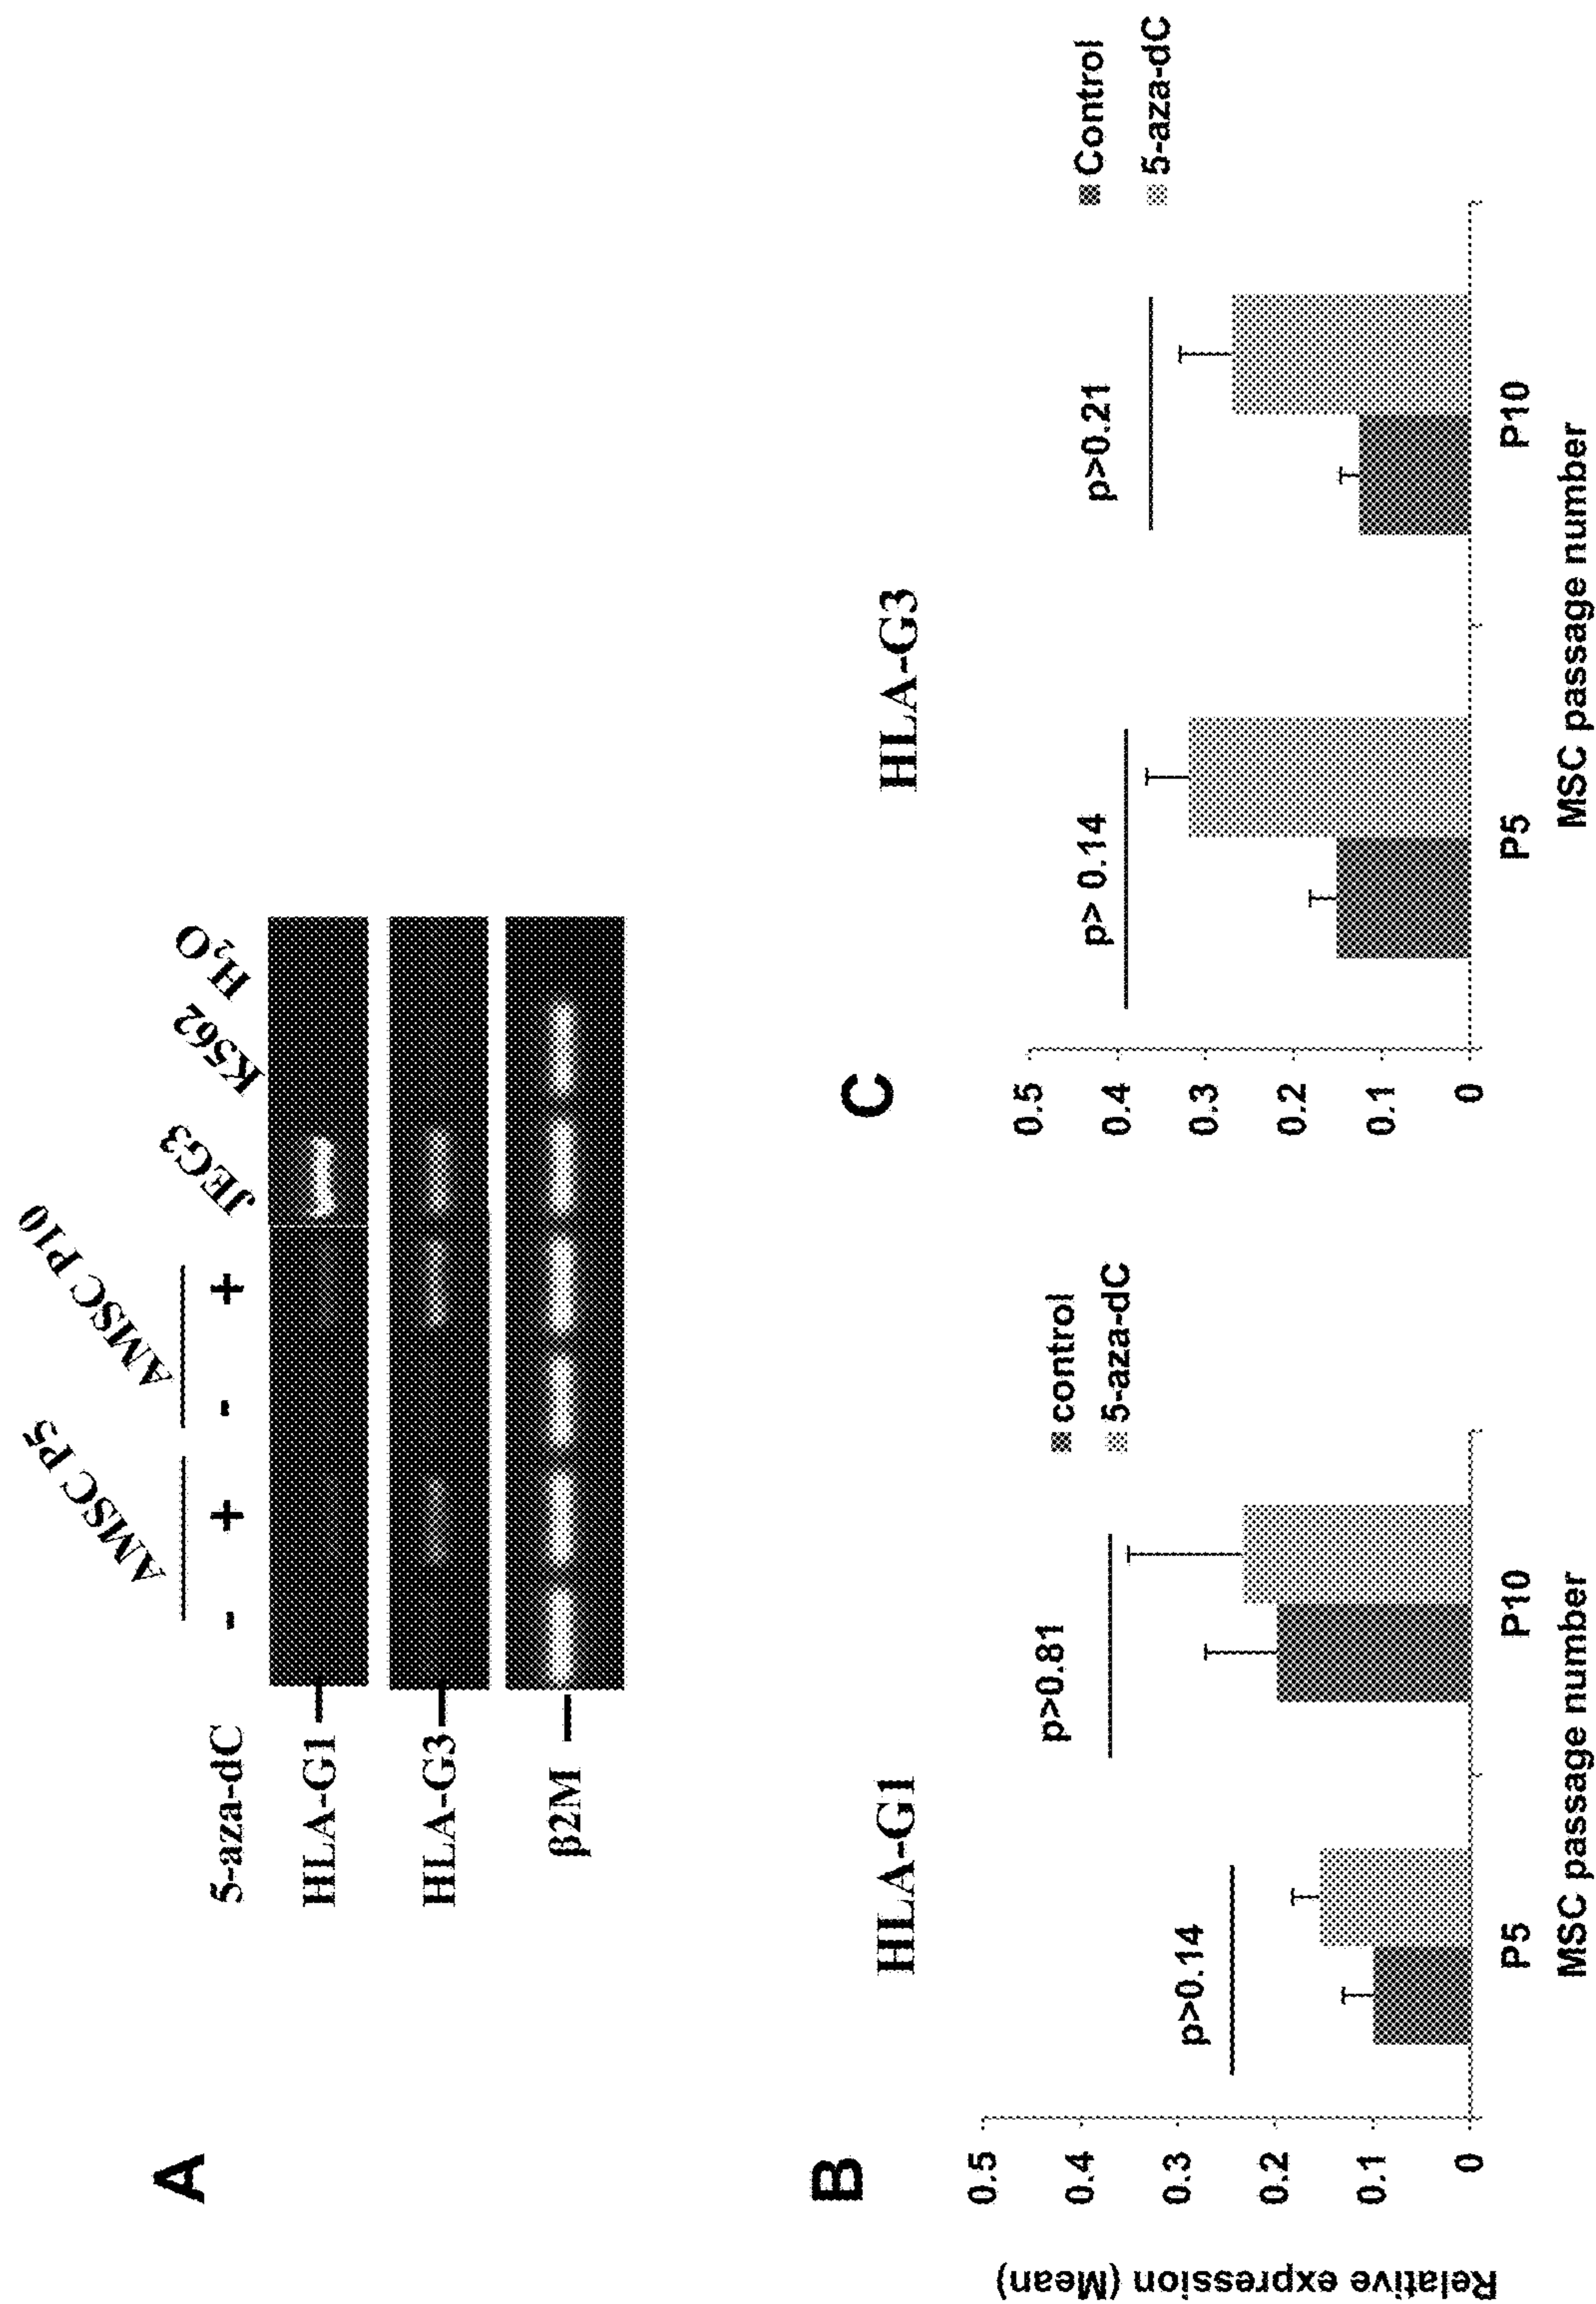 A
AMSC P5
AMSC P10
JEG3
K562
H₂O
5-aza-dC - + - +
HLA-G1
HLA-G3
β2M
B
HLA-G1
control
5-aza-dC
p>0.14
p>0.81
0.5
0.4
0.3
0.2
0.1
0
Relative expression (Mean)
P5 P10
MSC passage number
C
HLA-G3
Control
5-aza-dC
p> 0.14
p>0.21
0.5
0.4
0.3
0.2
0.1
0
P5 P10
MSC passage number